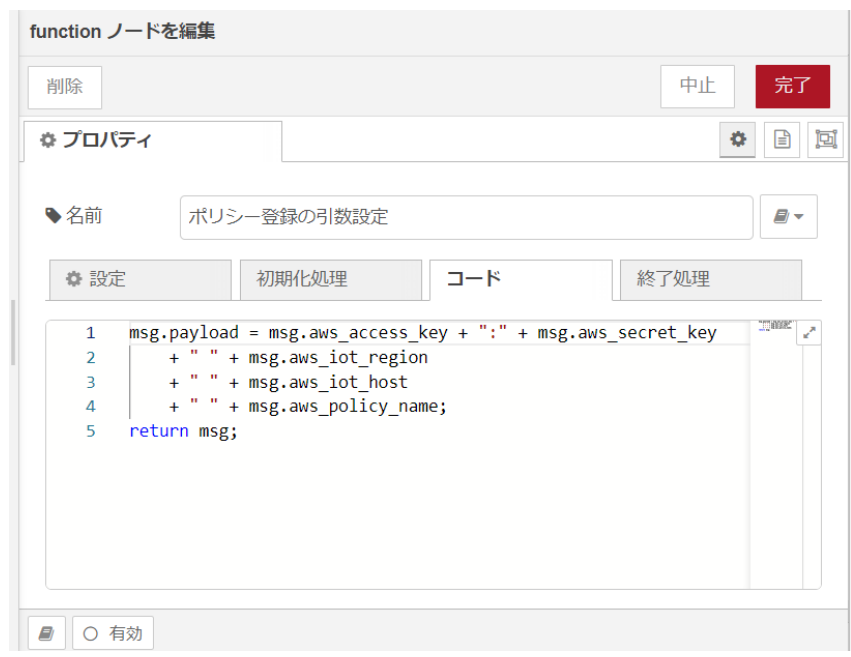 function ノードを編集
削除
中止
完了
プロパティ
名前
ポリシー登録の引数設定
設定
初期化処理
コード
終了処理
1 msg.payload = msg.aws_access_key + ":" + msg.aws_secret_key
2 + " " + msg.aws_iot_region
3 + " " + msg.aws_iot_host
4 + " " + msg.aws_policy_name;
5 return msg;
有効